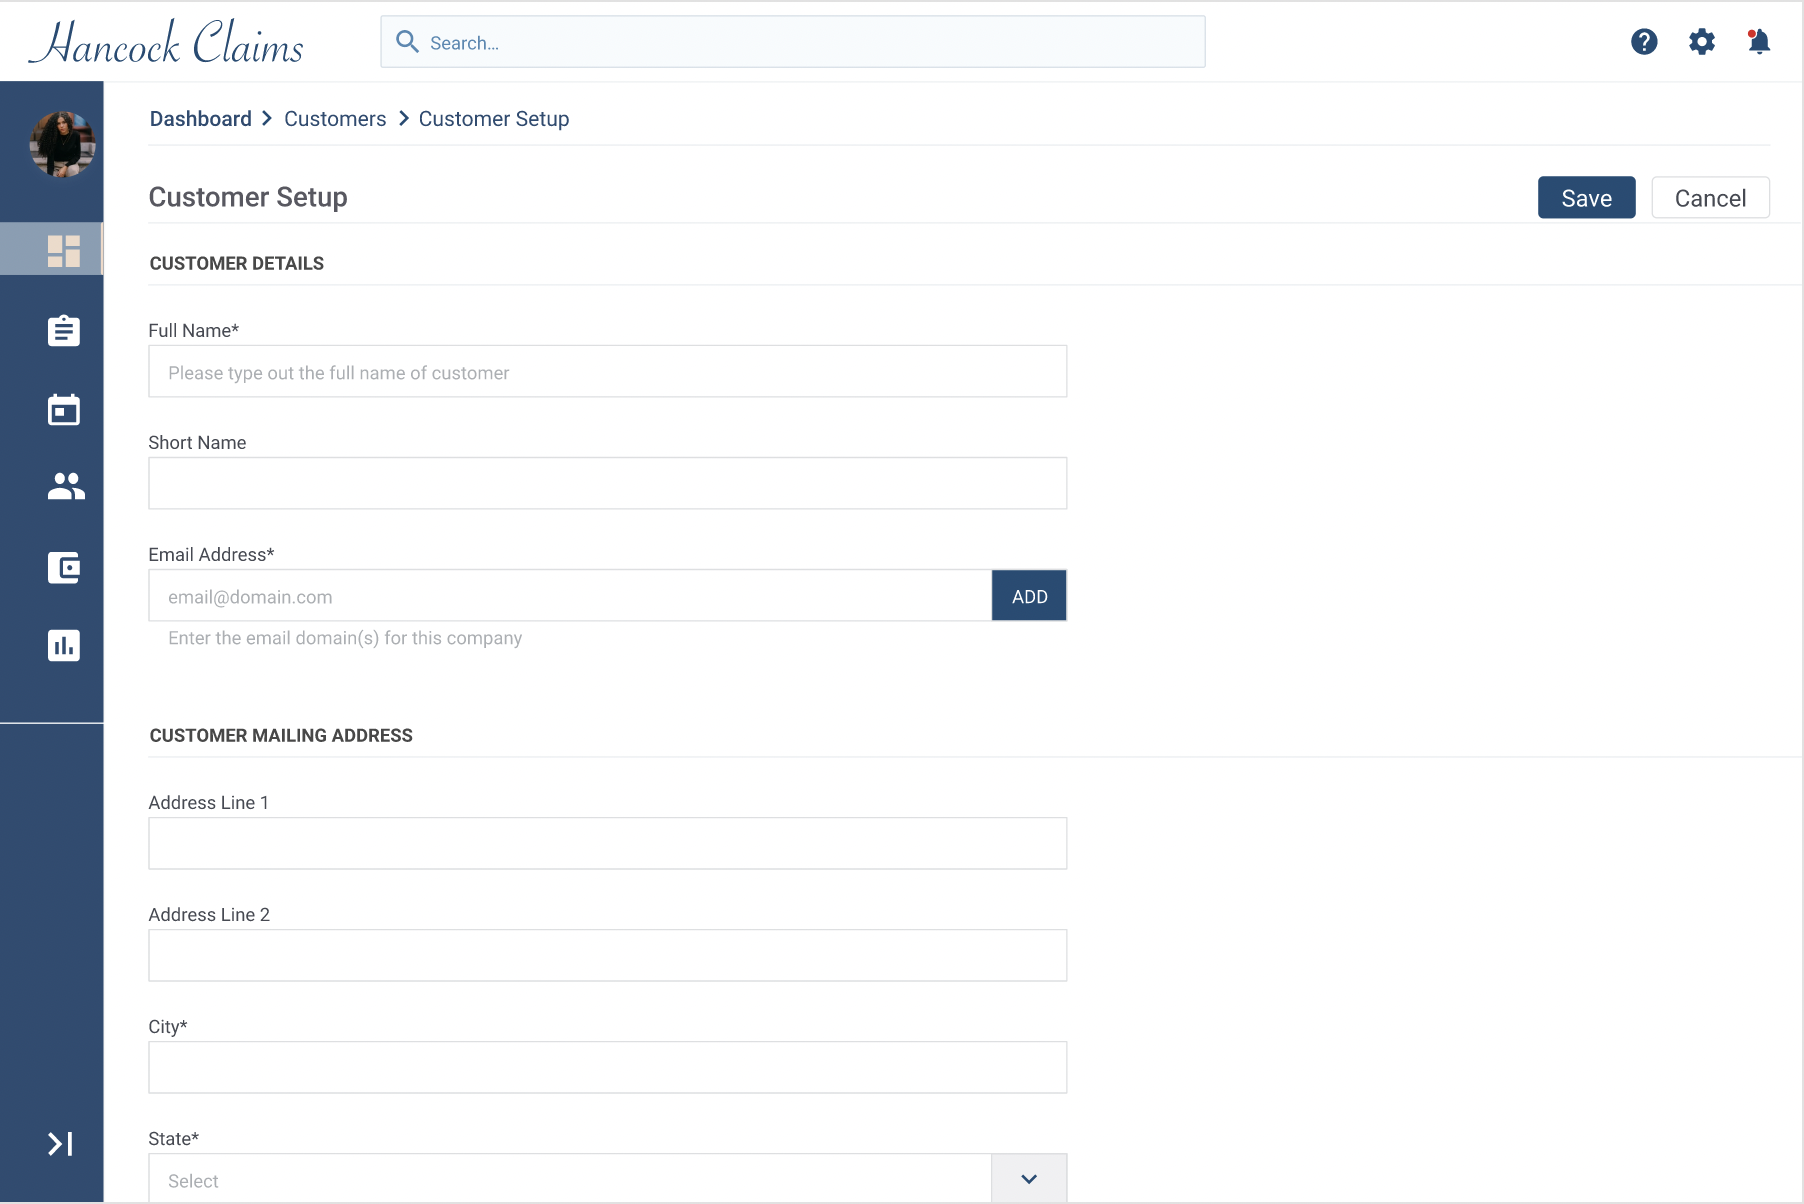 Hancock Claims
Search...
Dashboard > Customers > Customer Setup
Customer Setup
Save
Cancel
CUSTOMER DETAILS
Full Name*
Please type out the full name of customer
Short Name
Email Address*
email@domain.com
ADD
Enter the email domain(s) for this company
CUSTOMER MAILING ADDRESS
Address Line 1
Address Line 2
City*
State*
Select